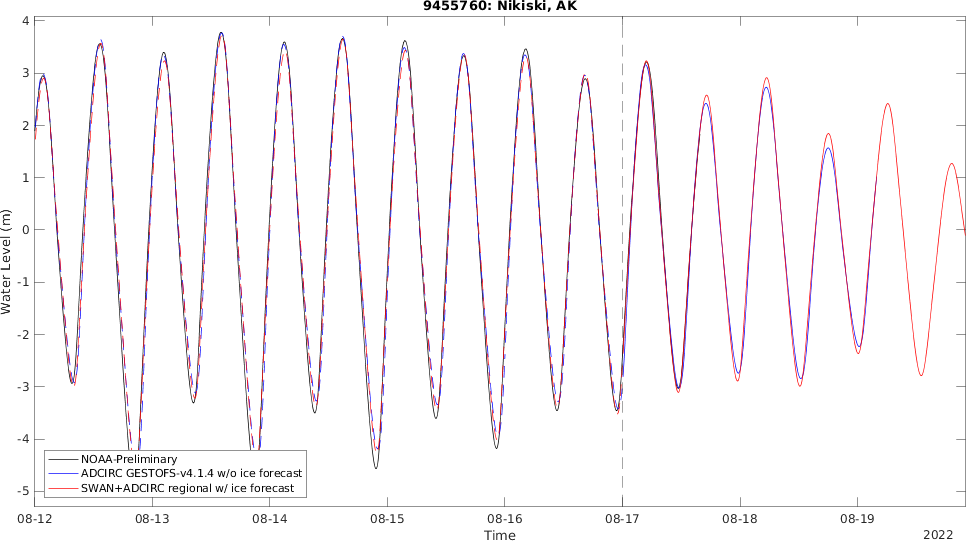 9455760: Nikiski, AK
4
3
2
1
0
-1
-2
-3
-4
-5
Water Level (m)
NOAA-Preliminary
ADCIRC GESTOFS-v4.1.4 w/o ice forecast
SWAN+ADCIRC regional w/ ice forecast
08-12 08-13 08-14 08-15 08-16 08-17 08-18 08-19
Time
2022